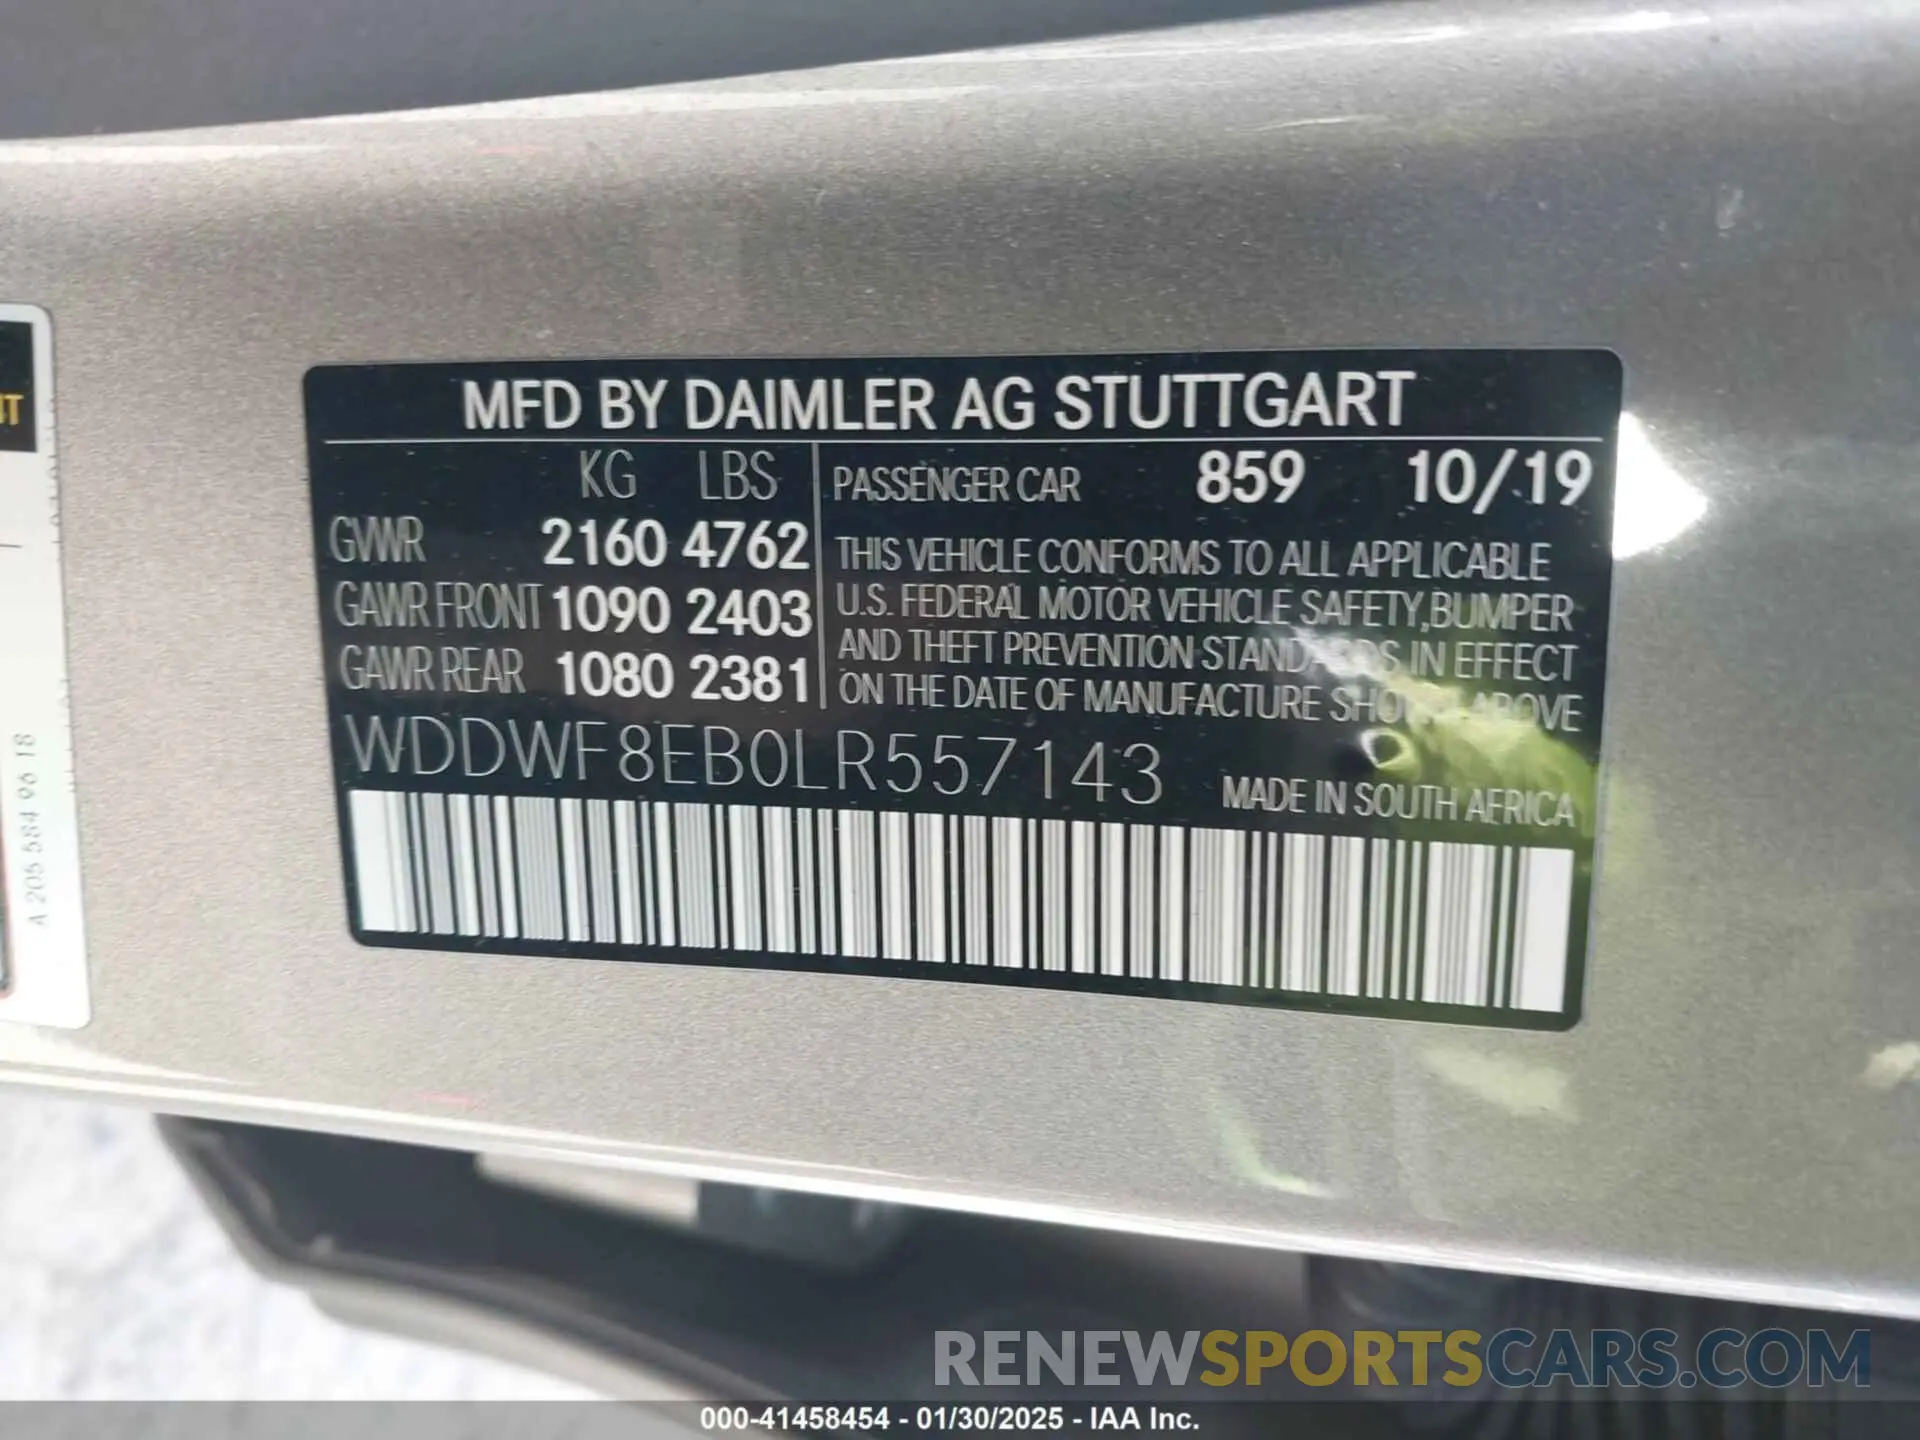 MFD BY DAIMLER AG STUTTGART
KG LBS
GVWR 2160 4762
GAWR FRONT 1090 2403
GAWR REAR 1080 2381
PASSENGER CAR 859 10/19
THIS VEHICLE CONFORMS TO ALL APPLICABLE
U.S. FEDERAL MOTOR VEHICLE SAFETY,BUMPER
AND THEFT PREVENTION STANDARDS IN EFFECT
ON THE DATE OF MANUFACTURE SHOWN ABOVE
WDDWF8EB0LR557143
MADE IN SOUTH AFRICA
A 205 584 96 18
RENEWSPORTSCARS.COM
000-41458454 - 01/30/2025 - IAA Inc.